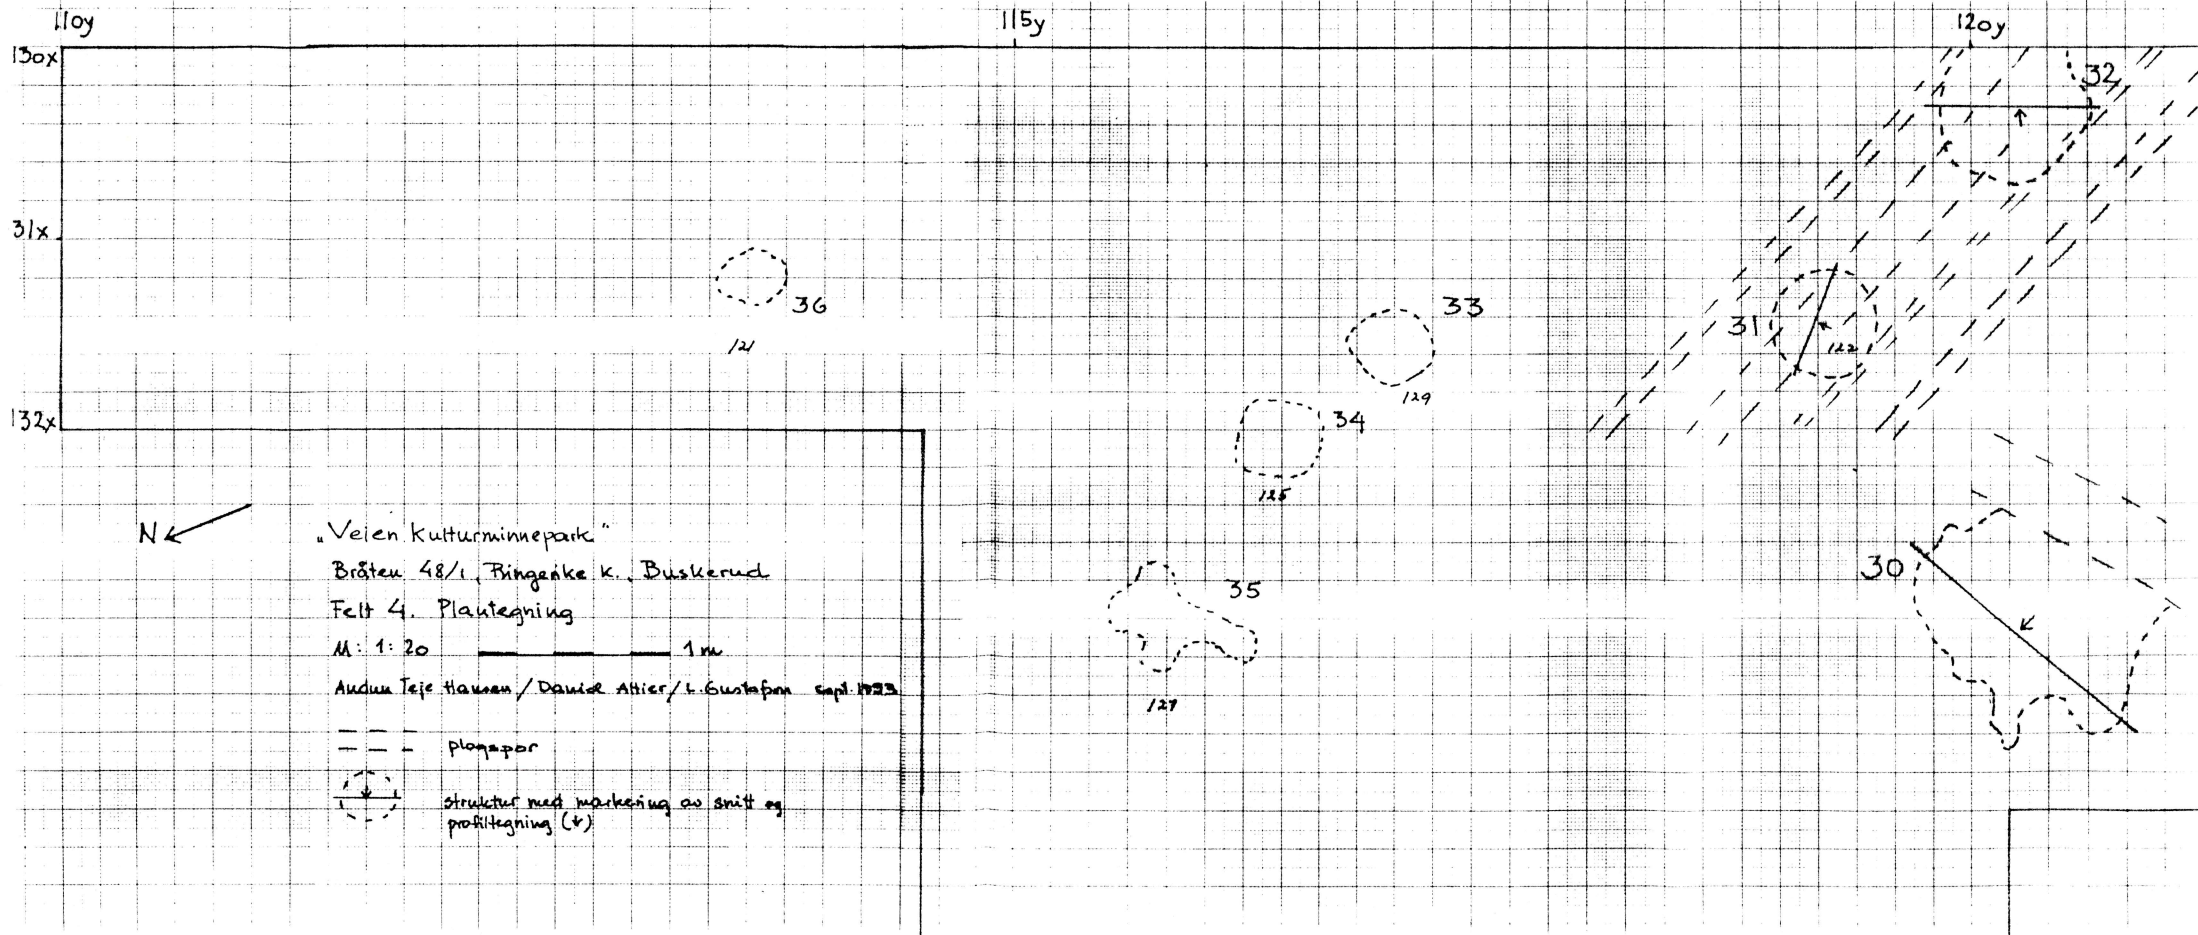 110y
115y
120y
130x
32
31x
36
33
31
121
122
129
132x
34
125
N
"Veien Kulturminnepark"
Bråten 48/1, Ringerike k., Buskerud
30
35
Felt 4. Plantegning
M: 1:20 1m
Audun Teje Hansen / Daniel / L. Gustafson sept. 1993
127
plogspor
struktur med markering av snitt og
profiltegning (↓)